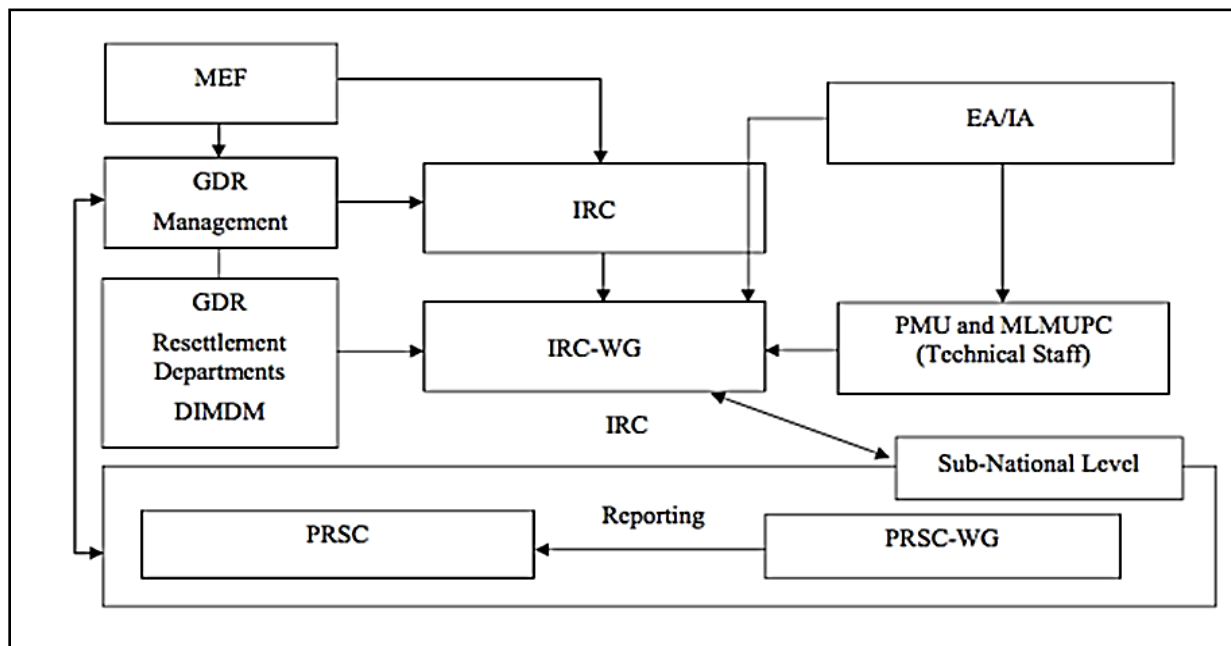 MEF
EA/IA
GDR
Management
IRC
GDR
Resettlement
Departments
DIMDM
IRC-WG
PMU and MLMUPC
(Technical Staff)
IRC
Sub-National Level
PRSC
Reporting
PRSC-WG